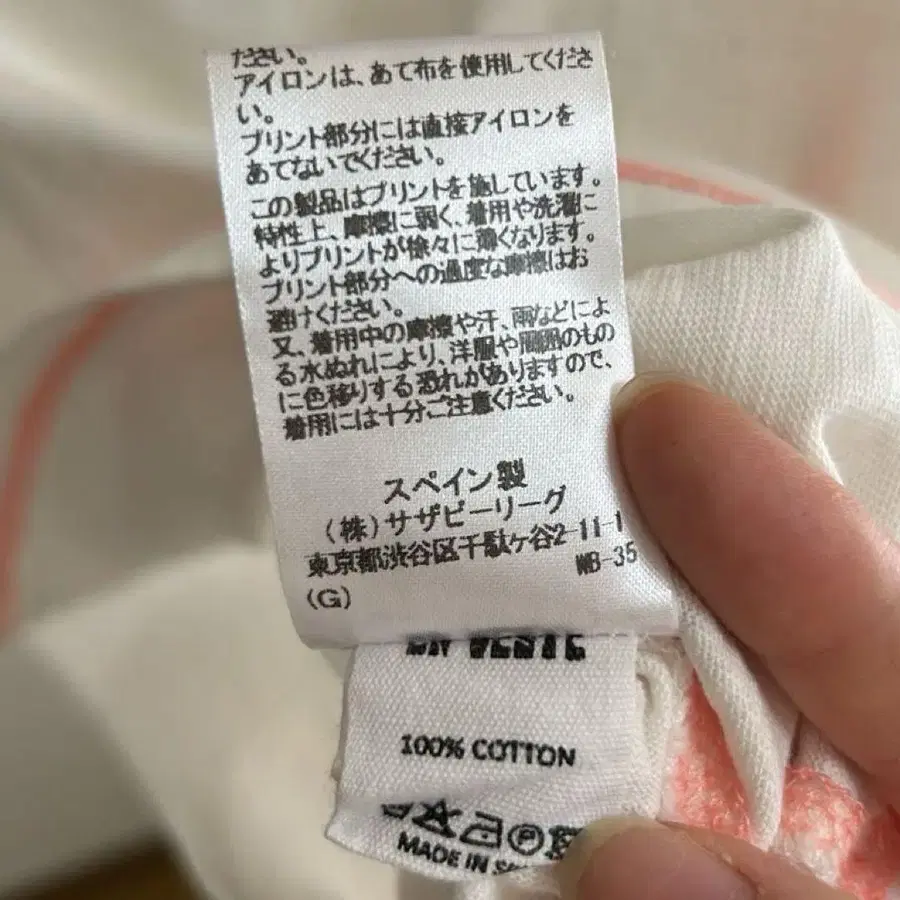 ださい。
アイロンは、あて布を使用してくださ
い。
プリント部分には直接アイロンを
あてないでください。
この製品はプリントを施しています。
特性上、摩擦に弱く、着用や洗濯に
よりプリントが徐々に薄くなります。
プリント部分への過度な摩擦はお
避けください。
又、着用中の摩擦や汗、雨などによ
る水ぬれにより、洋服や周囲のもの
に色移りする恐れがありますので、
着用には十分ご注意ください。
スペイン製
(株)サザビーリーグ
東京都渋谷区千駄ケ谷2-11-1
WB-35
(G)
100% COTTON
MADE IN